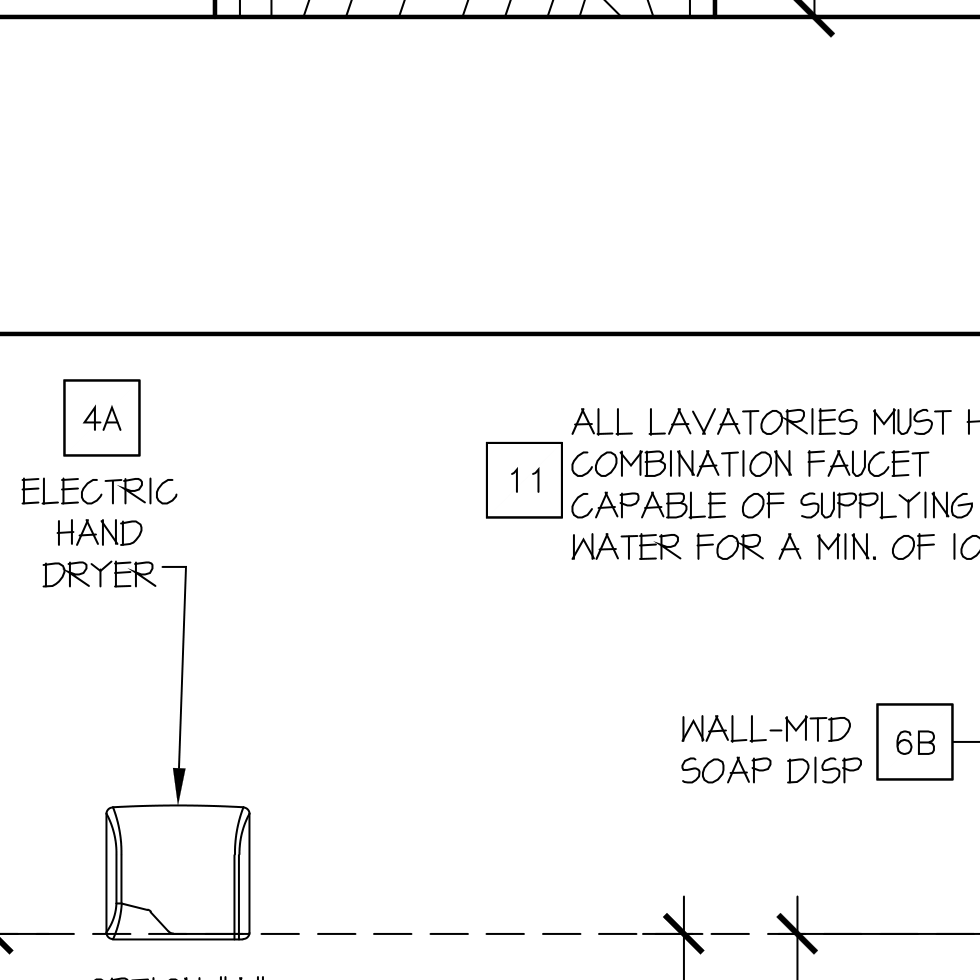 4A
ELECTRIC
HAND
DRYER
11
ALL LAVATORIES MUST
COMBINATION FAUCET
CAPABLE OF SUPPLYING
WATER FOR A MIN. OF
WALL-MTD
SOAP DISP
6B